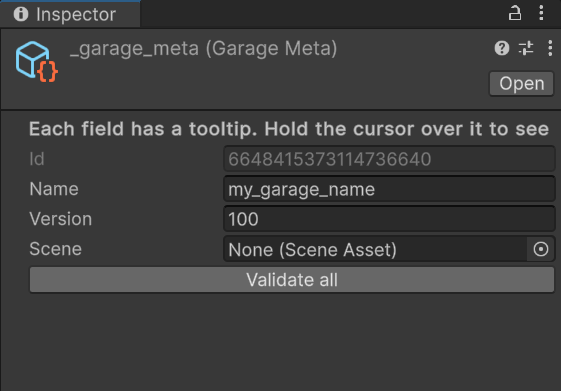 Inspector
_garage_meta (Garage Meta)
Open
Each field has a tooltip. Hold the cursor over it to see
Id 6648415373114736640
Name my_garage_name
Version 100
Scene None (Scene Asset)
Validate all